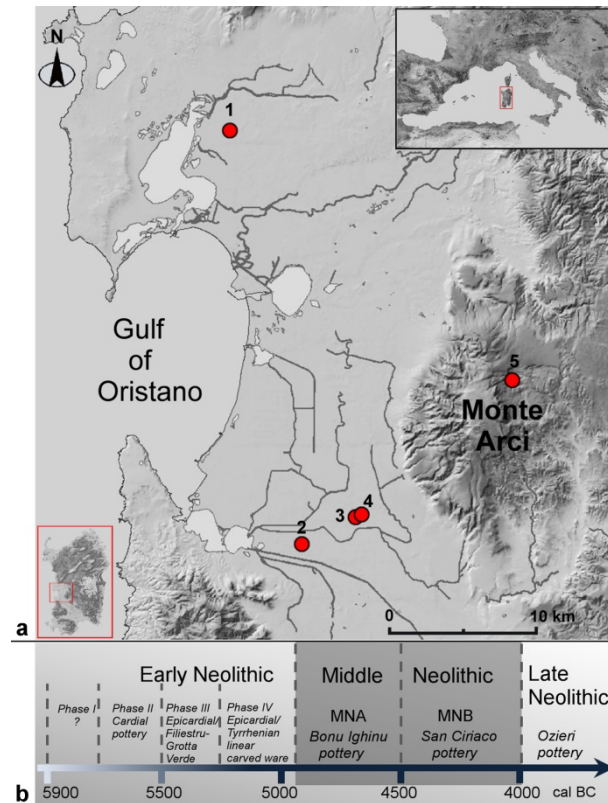 N
1
Gulf
of
Oristano
5
Monte
Arci
4
3
2
0 10 km
a
Early Neolithic
Middle
Neolithic
Late
Neolithic
Phase I
?
Phase II
Cardial
pottery
Phase III
Epicardial/
Filiestru-
Grotta
Verde
Phase IV
Epicardial/
Tyrrhenian
linear
carved ware
MNA
Bonu Ighinu
pottery
MNB
San Ciriaco
pottery
Ozieri
pottery
b
5900 5500 5000 4500 4000 cal BC